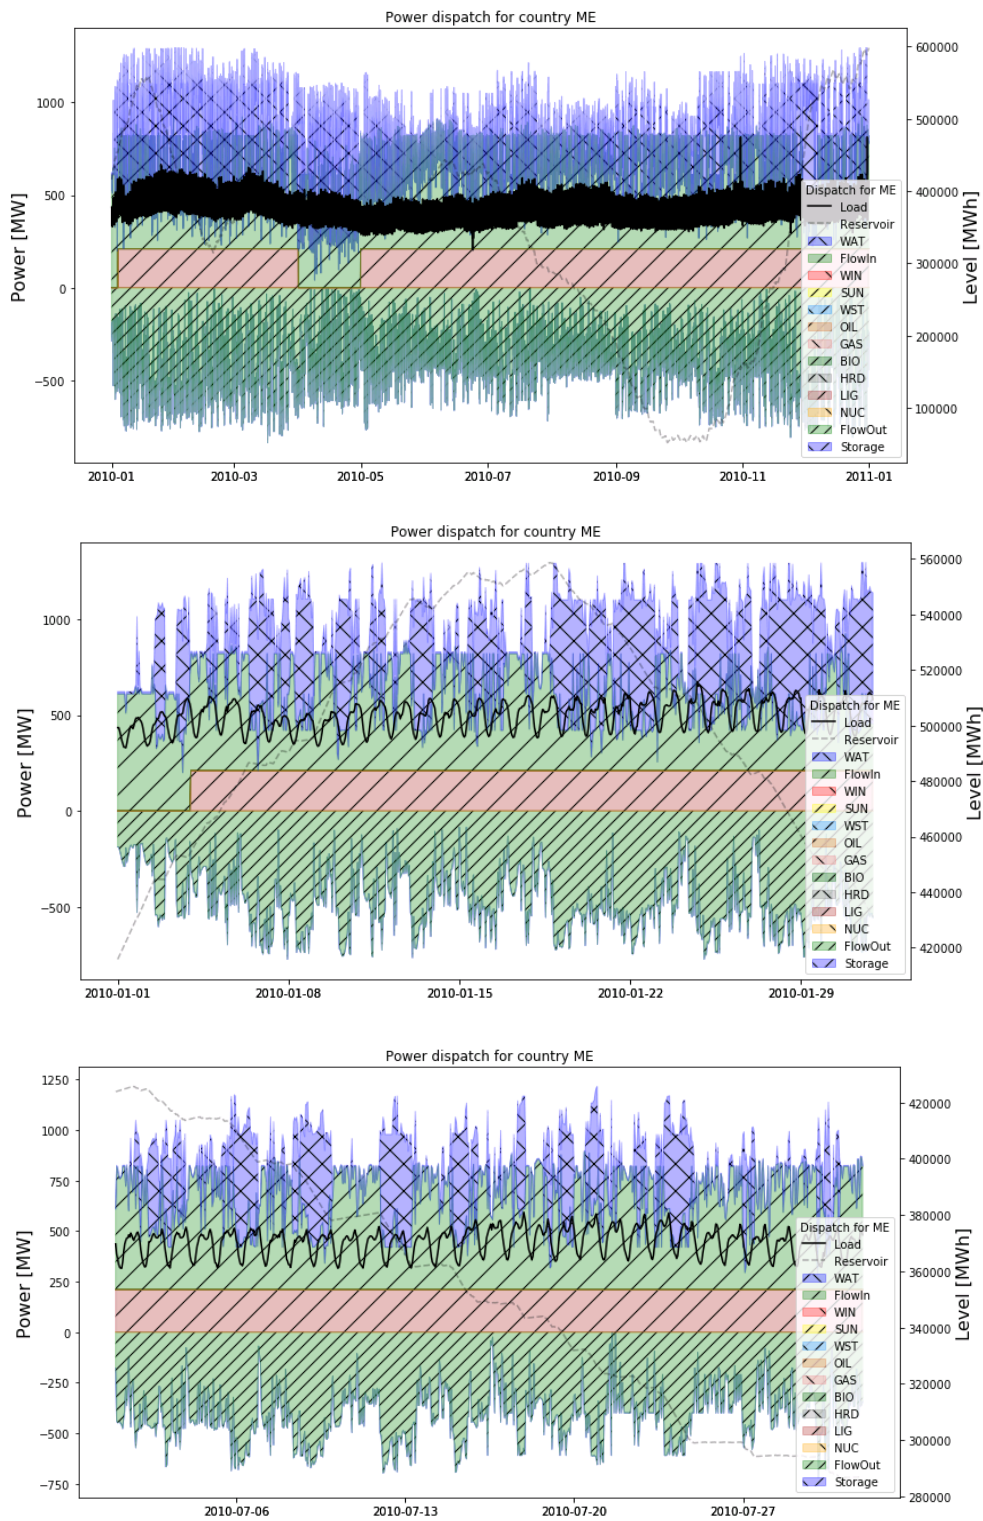 Power dispatch for country ME
Power [MW]
1000
500
0
−500
Level [MWh]
600000
500000
400000
300000
200000
100000
Dispatch for ME
Load
Reservoir
WAT
FlowIn
WIN
SUN
WST
OIL
GAS
BIO
HRD
LIG
NUC
FlowOut
Storage
2010-01
2010-03
2010-05
2010-07
2010-09
2010-11
2011-01
Power dispatch for country ME
Power [MW]
1000
500
0
−500
Level [MWh]
560000
540000
520000
500000
480000
460000
440000
420000
Dispatch for ME
Load
Reservoir
WAT
FlowIn
WIN
SUN
WST
OIL
GAS
BIO
HRD
LIG
NUC
FlowOut
Storage
2010-01-01
2010-01-08
2010-01-15
2010-01-22
2010-01-29
Power dispatch for country ME
Power [MW]
1250
1000
750
500
250
0
−250
−500
−750
Level [MWh]
420000
400000
380000
360000
340000
320000
300000
280000
Dispatch for ME
Load
Reservoir
WAT
FlowIn
WIN
SUN
WST
OIL
GAS
BIO
HRD
LIG
NUC
FlowOut
Storage
2010-07-06
2010-07-13
2010-07-20
2010-07-27